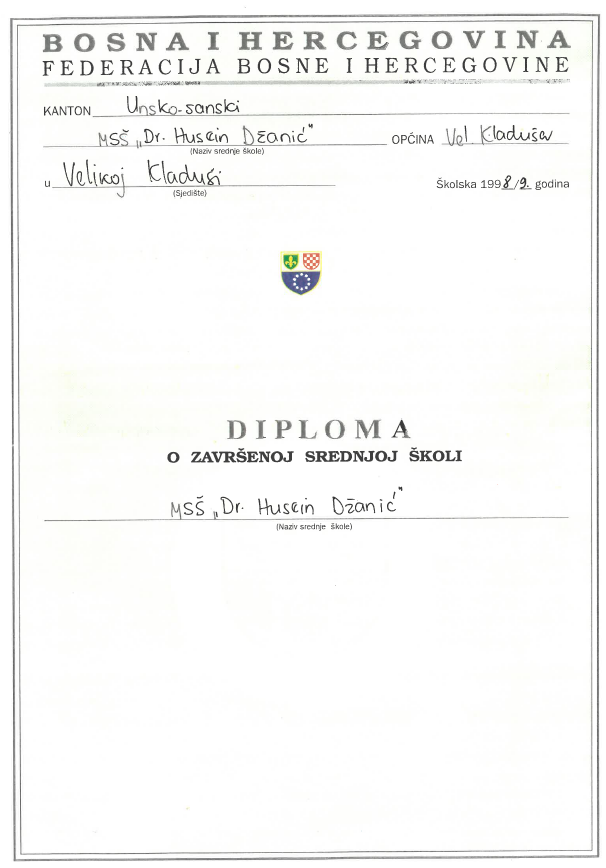 BOSNA I HERCEGOVINA
FEDERACIJA BOSNE I HERCEGOVINE
KANTON Unsko-sanski
MSŠ „Dr. Husein Džanić" OPĆINA Vel. Kladuša
(Naziv srednje škole)
u Velikoj Kladuši Školska 1998/9. godina
(Sjedište)
DIPLOMA
O ZAVRŠENOJ SREDNJOJ ŠKOLI
MSŠ „Dr. Husein Džanić"
(Naziv srednje škole)